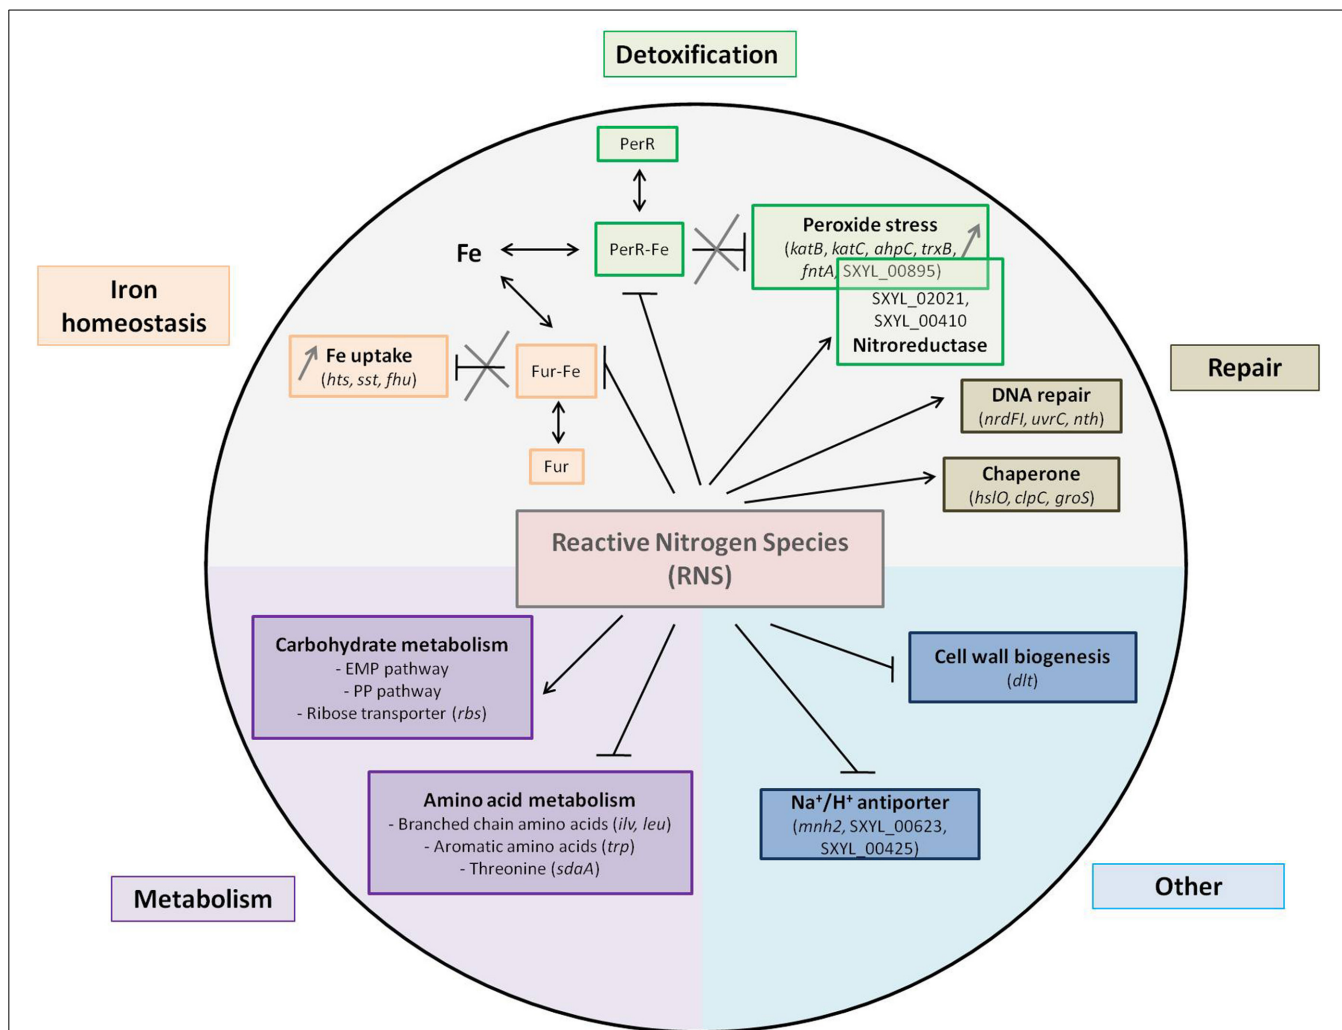 Detoxification
PerR
PerR-Fe
Peroxide stress
(katB, katC, ahpC, trxB,
fntA, SXYL_00895)
SXYL_02021,
SXYL_00410
Nitroreductase
Fe
Iron
homeostasis
Fe uptake
(hts, sst, fhu)
Fur-Fe
Fur
Repair
DNA repair
(nrdFI, uvrC, nth)
Chaperone
(hslO, clpC, groS)
Reactive Nitrogen Species
(RNS)
Carbohydrate metabolism
- EMP pathway
- PP pathway
- Ribose transporter (rbs)
Cell wall biogenesis
(dlt)
Amino acid metabolism
- Branched chain amino acids (ilv, leu)
- Aromatic amino acids (trp)
- Threonine (sdaA)
Na⁺/H⁺ antiporter
(mnh2, SXYL_00623,
SXYL_00425)
Metabolism
Other